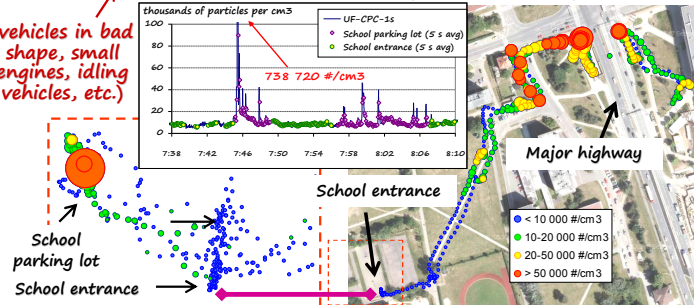 vehicles in bad
shape, small
engines, idling
vehicles, etc.)
thousands of particles per cm3
100
80
60
40
20
0
7:38 7:42 7:46 7:50 7:54 7:58 8:02 8:06 8:10
UF-CPC-1s
School parking lot (5 s avg)
School entrance (5 s avg)
738 720 #/cm3
Major highway
School entrance
School
parking lot
School entrance
< 10 000 #/cm3
10-20 000 #/cm3
20-50 000 #/cm3
> 50 000 #/cm3